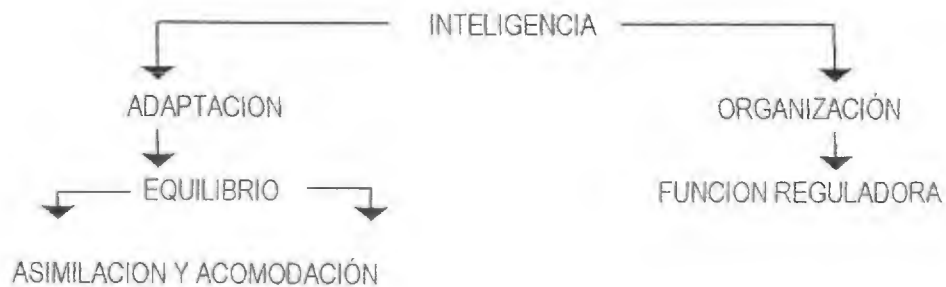 INTELIGENCIA
ADAPTACION
ORGANIZACIÓN
EQUILIBRIO
FUNCION REGULADORA
ASIMILACION Y ACOMODACIÓN